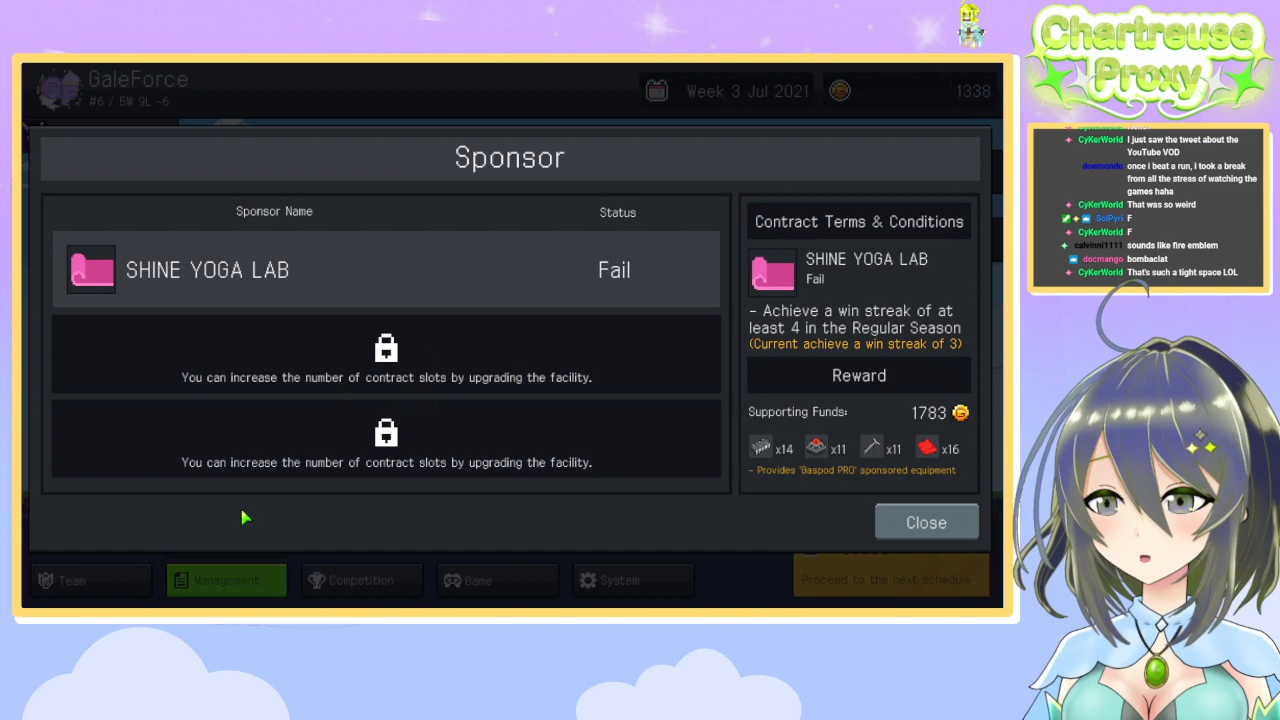 GaleForce
#6 / 5W 9L -6
Week 3 Jul 2021
1338
Sponsor
Sponsor Name
Status
SHINE YOGA LAB
Fail
You can increase the number of contract slots by upgrading the facility.
You can increase the number of contract slots by upgrading the facility.
Contract Terms & Conditions
SHINE YOGA LAB
Fail
- Achieve a win streak of at
least 4 in the Regular Season
(Current achieve a win streak of 3)
Reward
Supporting Funds:
1783
x14
x11
x11
x16
- Provides 'Gaspod PRO' sponsored equipment
Close
Team
Management
Competition
Game
System
Proceed to the next schedule
Chartreuse
Proxy
CyKerWorld I just saw the tweet about the
YouTube VOD
doemondo once i beat a run, i took a break
from all the stress of watching the
games haha
CyKerWorld That was so weird
SolPyri F
CyKerWorld F
calvinni1111 sounds like fire emblem
docmango bombaclat
CyKerWorld That's such a tight space LOL